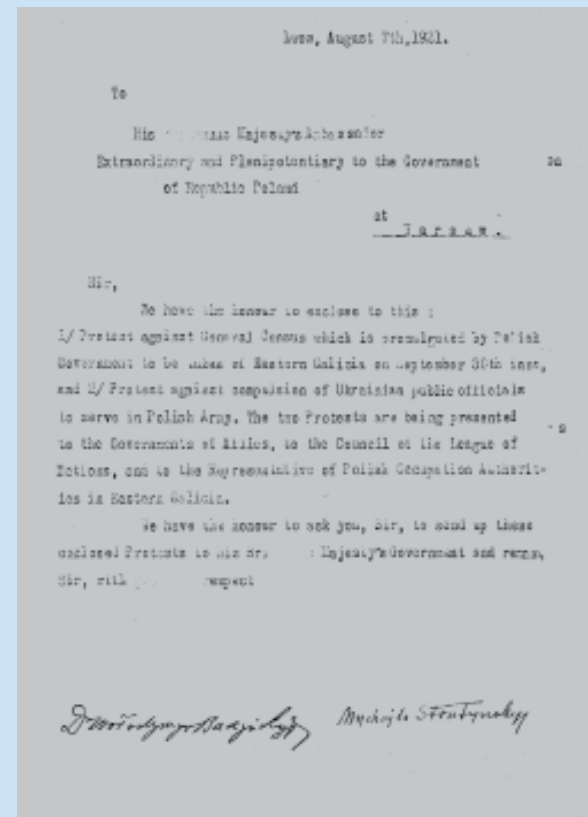 Lwow, August 7th, 1921.
To
His Majesty's Ambassador
Extraordinary and Plenipotentiary to the Government
of Republic Poland
at
Warsaw.
Sir,
We have the honour to enclose to this :
1/ Protest against General Census which is promulgated by Polish
Government to be taken of Eastern Galicia on September 30th inst,
and 2/ Protest against compulsion of Ukrainian public officials
to serve in Polish Army. The two Protests are being presented
to the Governments of Allies, to the Council of the League of
Nations, and to the Representative of Polish Occupation Authorit-
ies in Eastern Galicia.
We have the honour to ask you, Sir, to send up these
enclosed Protests to his Majesty's Government and
Sir, with respect